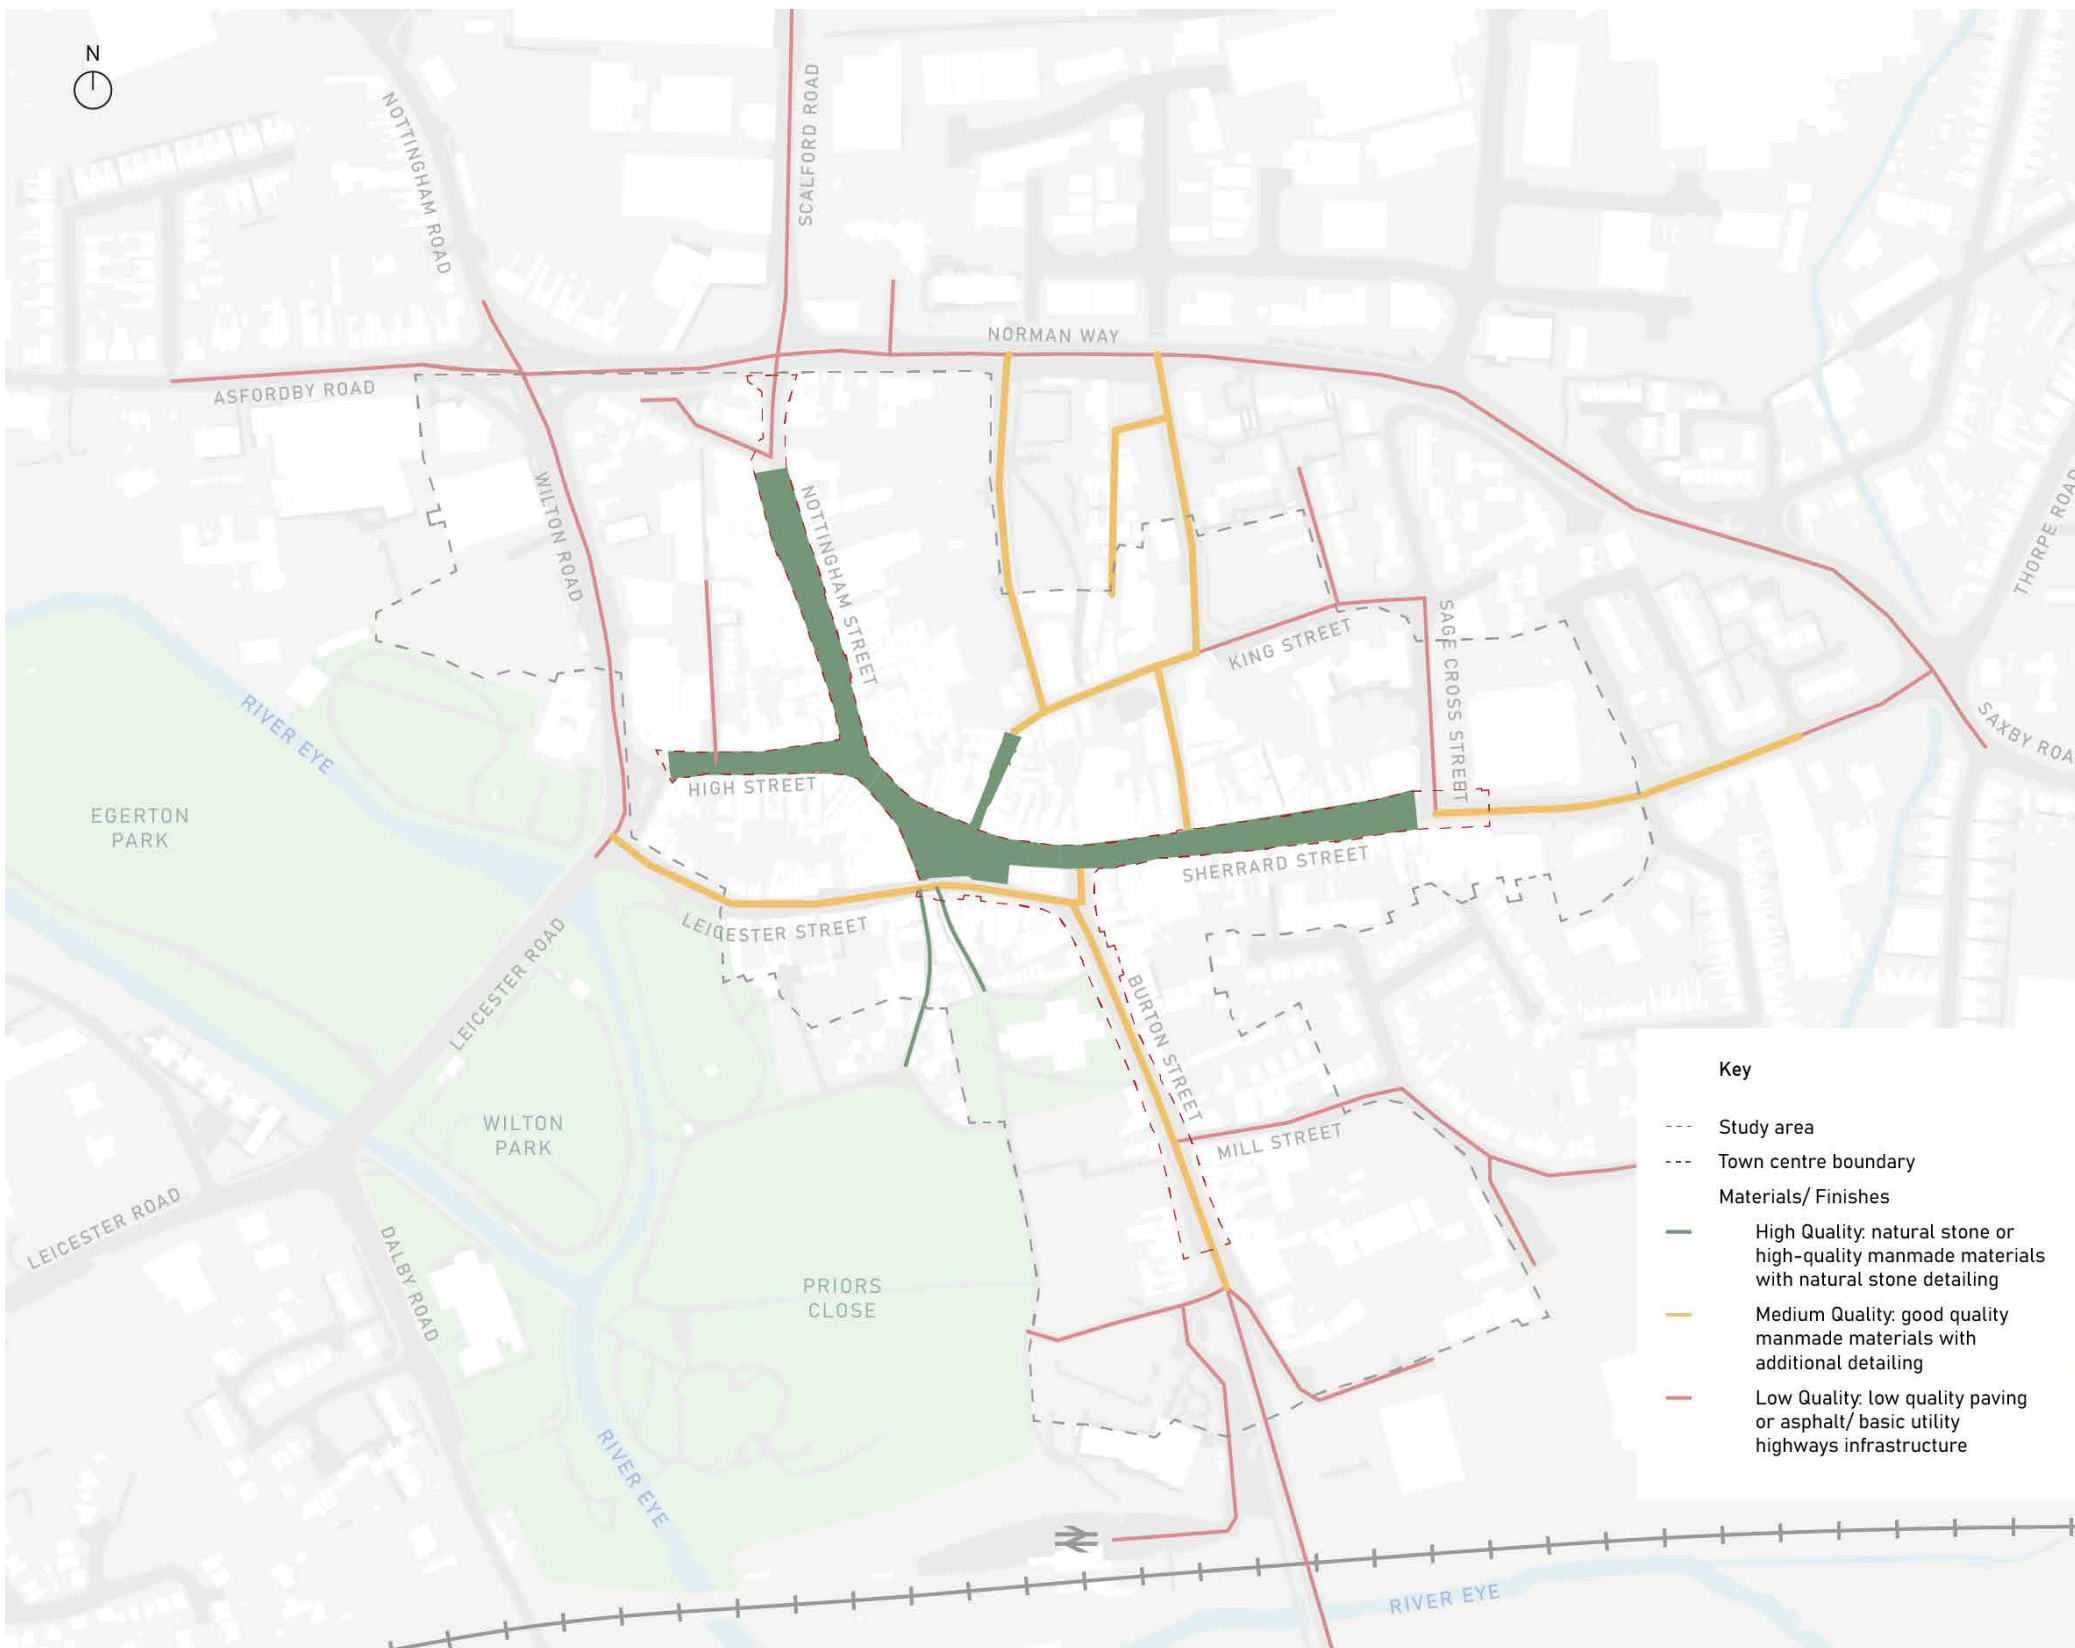 N
NOTTINGHAM ROAD
SCALFORD ROAD
NORMAN WAY
ASFORDBY ROAD
WILTON ROAD
NOTTINGHAM STREET
THORPE ROAD
KING STREET
SAGE CROSS STREET
RIVER EYE
SAXBY ROA
HIGH STREET
EGERTON
PARK
SHERRARD STREET
LEICESTER STREET
LEICESTER ROAD
BURTON STREET
WILTON
PARK
MILL STREET
LEICESTER ROAD
DALBY ROAD
PRIORS
CLOSE
RIVER EYE
RIVER EYE
Key
Study area
Town centre boundary
Materials/ Finishes
High Quality: natural stone or
high-quality manmade materials
with natural stone detailing
Medium Quality: good quality
manmade materials with
additional detailing
Low Quality: low quality paving
or asphalt/ basic utility
highways infrastructure